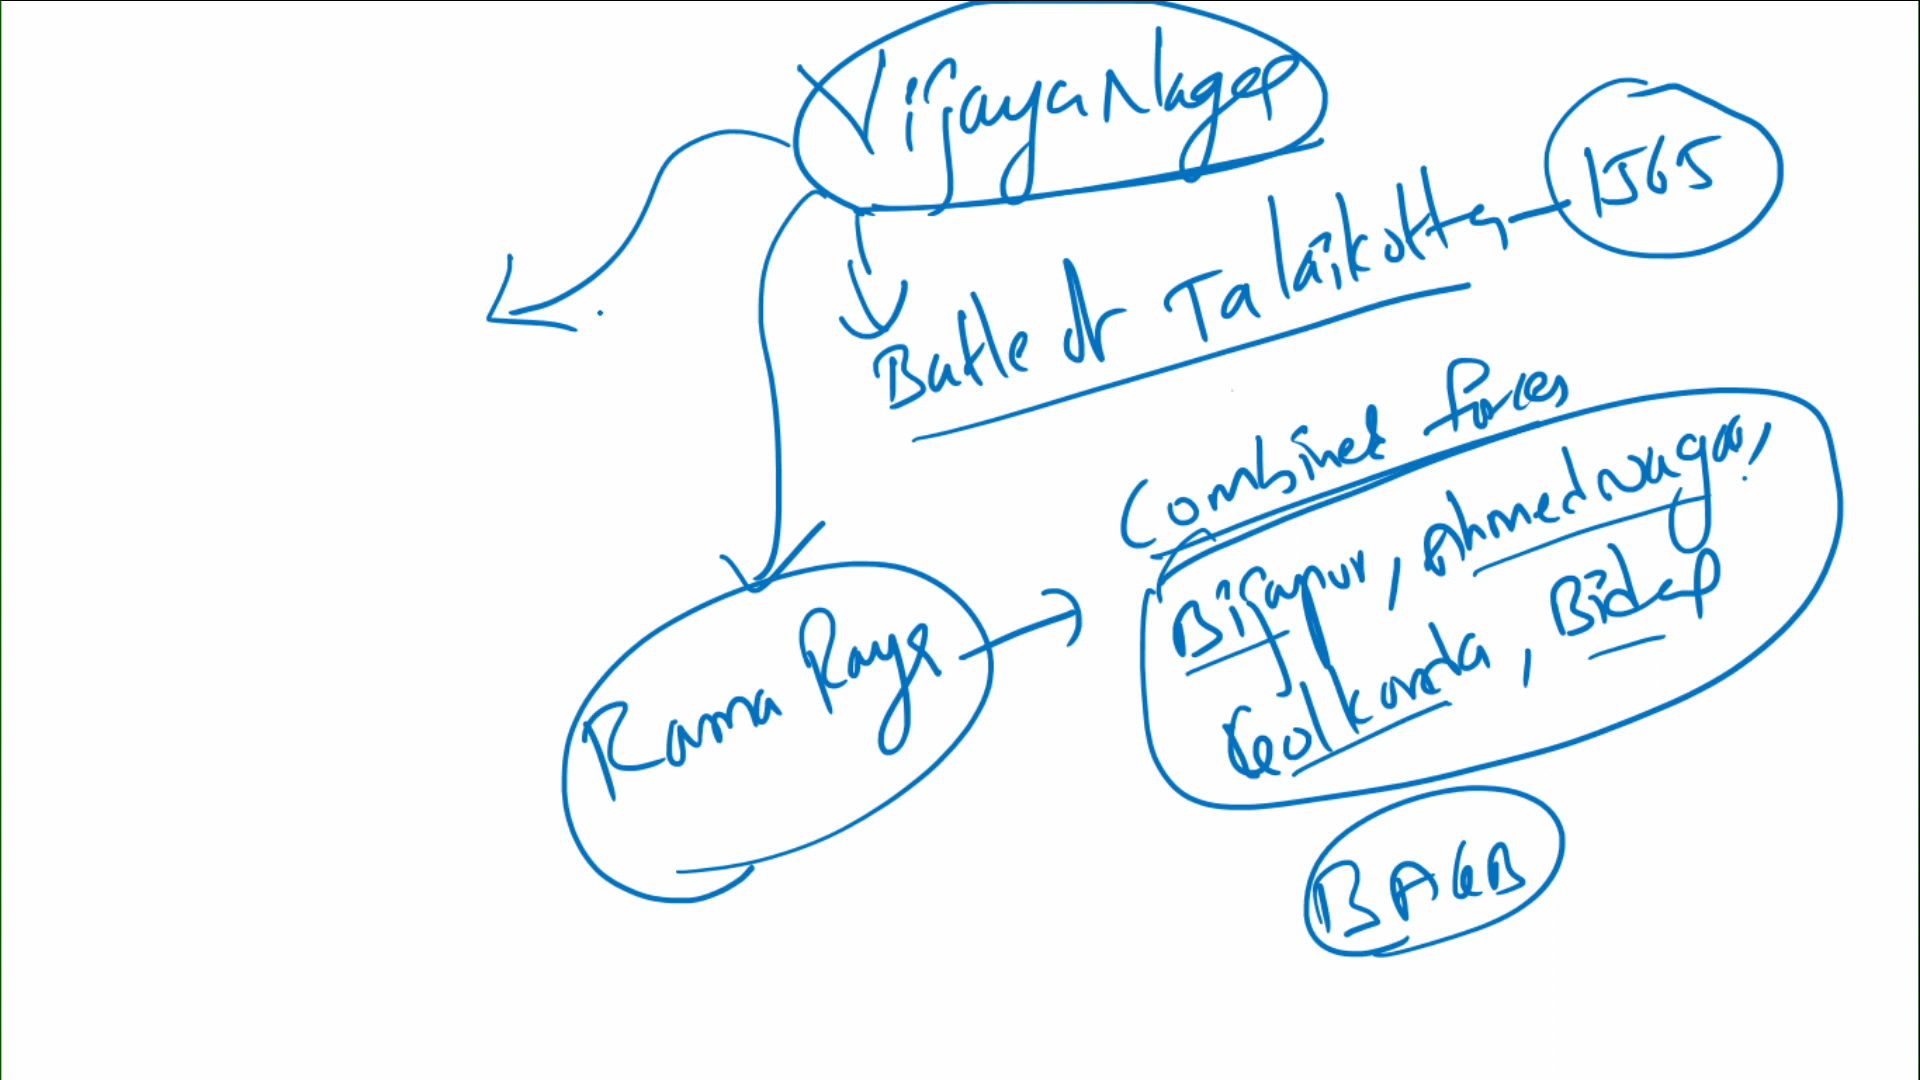 VijayaNagar
Battle of Talaikotta - 1565
Combined forces
Bijapur, Ahmednagar,
Golkonda, Bidar
Rama Raya
BAGB